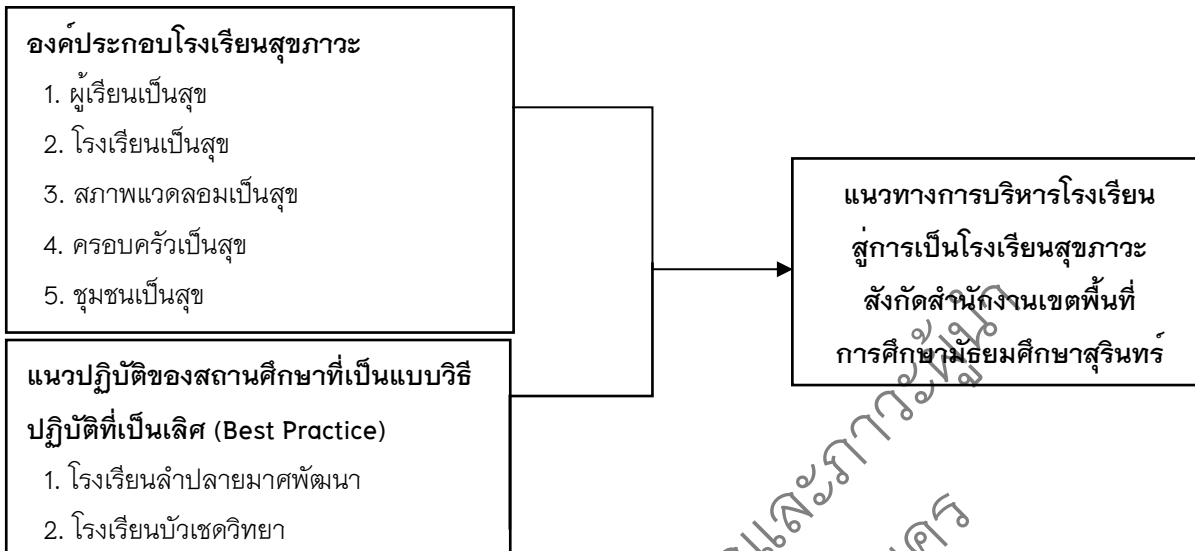 องค์ประกอบโรงเรียนสุขภาวะ
1. ผู้เรียนเป็นสุข
2. โรงเรียนเป็นสุข
3. สภาพแวดลอมเป็นสุข
4. ครอบครัวเป็นสุข
5. ชุมชนเป็นสุข
แนวปฏิบัติของสถานศึกษาที่เป็นแบบวิธี
ปฏิบัติที่เป็นเลิศ (Best Practice)
1. โรงเรียนลำปลายมาศพัฒนา
2. โรงเรียนบัวเชดวิทยา
แนวทางการบริหารโรงเรียน
สู่การเป็นโรงเรียนสุขภาวะ
สังกัดสำนักงานเขตพื้นที่
การศึกษามัธยมศึกษาสุรินทร์
และภาวะผู้นำ